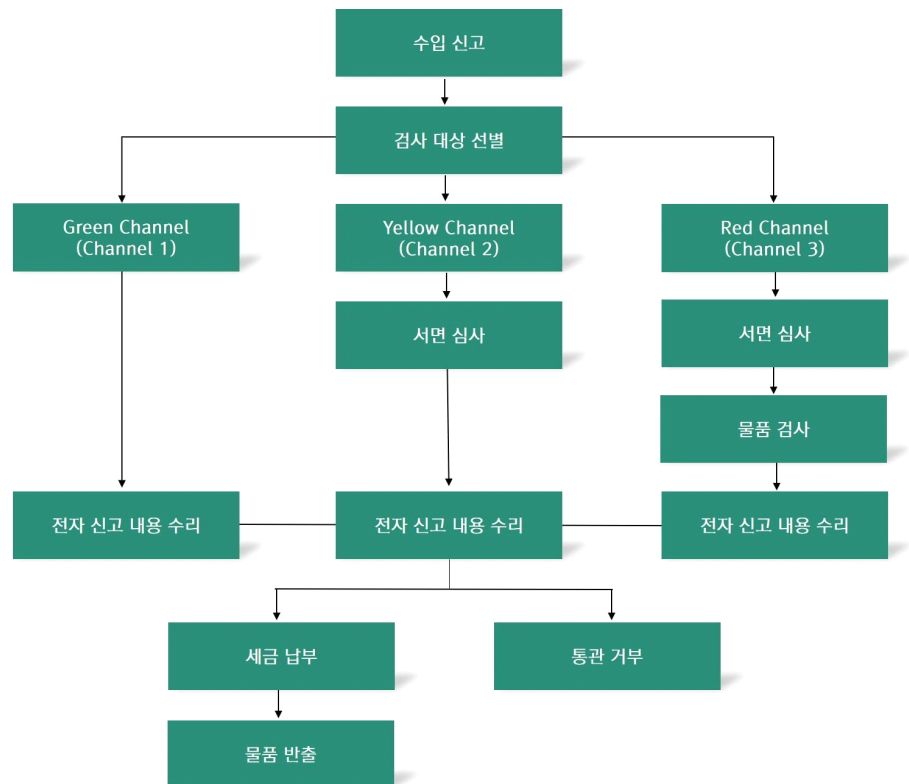 수입 신고
검사 대상 선별
Green Channel
(Channel 1)
Yellow Channel
(Channel 2)
Red Channel
(Channel 3)
서면 심사
서면 심사
물품 검사
전자 신고 내용 수리
전자 신고 내용 수리
전자 신고 내용 수리
세금 납부
통관 거부
물품 반출